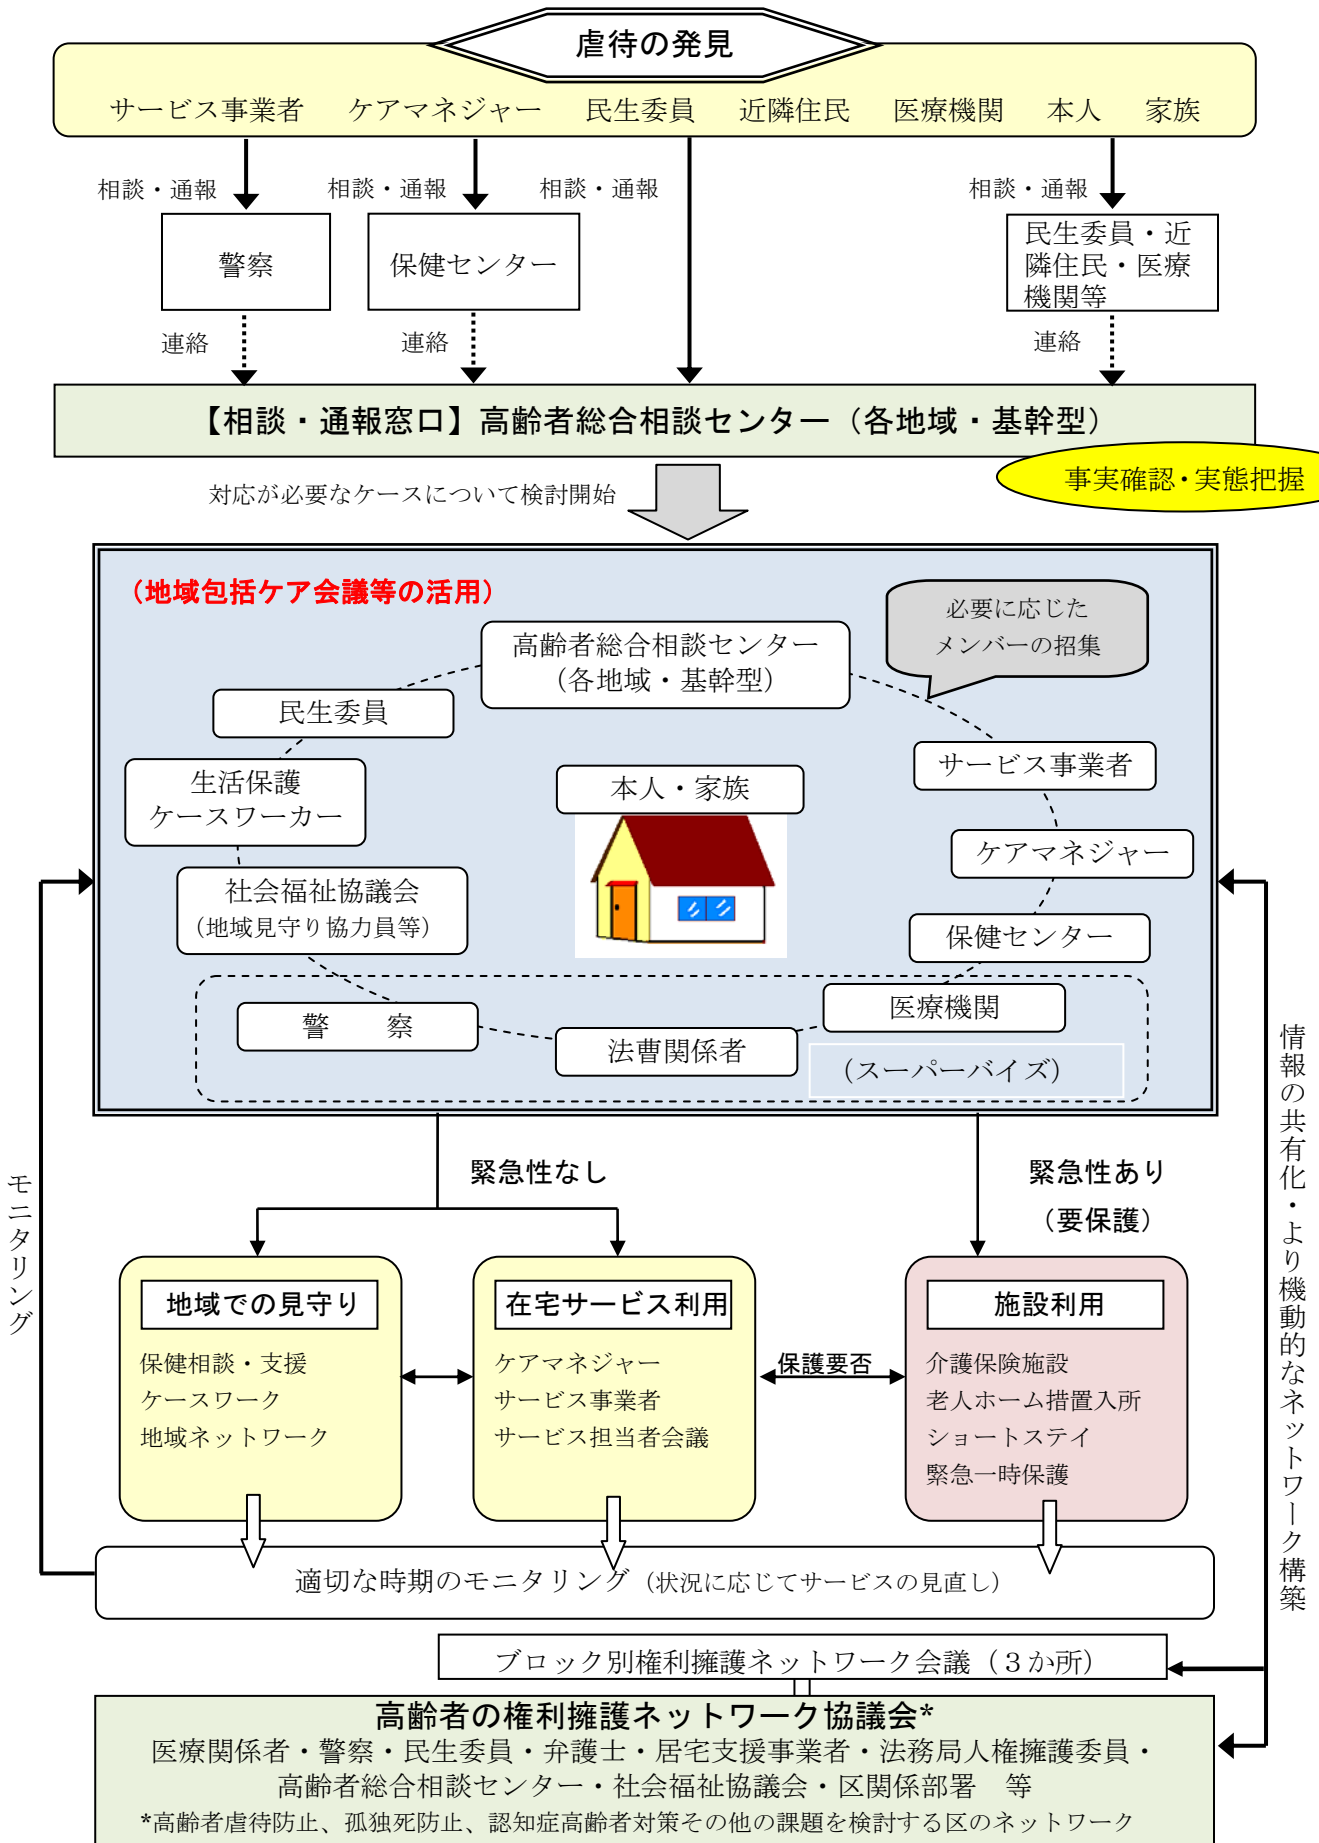 虐待の発見
サービス事業者　ケアマネジャー　民生委員　近隣住民　医療機関　本人　家族
相談・通報
相談・通報
相談・通報
相談・通報
警察
保健センター
民生委員・近
隣住民・医療
機関等
連絡
連絡
連絡
【相談・通報窓口】高齢者総合相談センター（各地域・基幹型）
事実確認・実態把握
対応が必要なケースについて検討開始
（地域包括ケア会議等の活用）
必要に応じた
メンバーの招集
高齢者総合相談センター
（各地域・基幹型）
民生委員
サービス事業者
生活保護
ケースワーカー
本人・家族
ケアマネジャー
社会福祉協議会
（地域見守り協力員等）
保健センター
医療機関
警　察
法曹関係者
（スーパーバイズ）
緊急性なし
緊急性あり
（要保護）
モニタリング
情報の共有化・より機動的なネットワーク構築
地域での見守り
保健相談・支援
ケースワーク
地域ネットワーク
在宅サービス利用
ケアマネジャー
サービス事業者
サービス担当者会議
保護要否
施設利用
介護保険施設
老人ホーム措置入所
ショートステイ
緊急一時保護
適切な時期のモニタリング（状況に応じてサービスの見直し）
ブロック別権利擁護ネットワーク会議（３か所）
高齢者の権利擁護ネットワーク協議会*
医療関係者・警察・民生委員・弁護士・居宅支援事業者・法務局人権擁護委員・
高齢者総合相談センター・社会福祉協議会・区関係部署　等
*高齢者虐待防止、孤独死防止、認知症高齢者対策その他の課題を検討する区のネットワーク